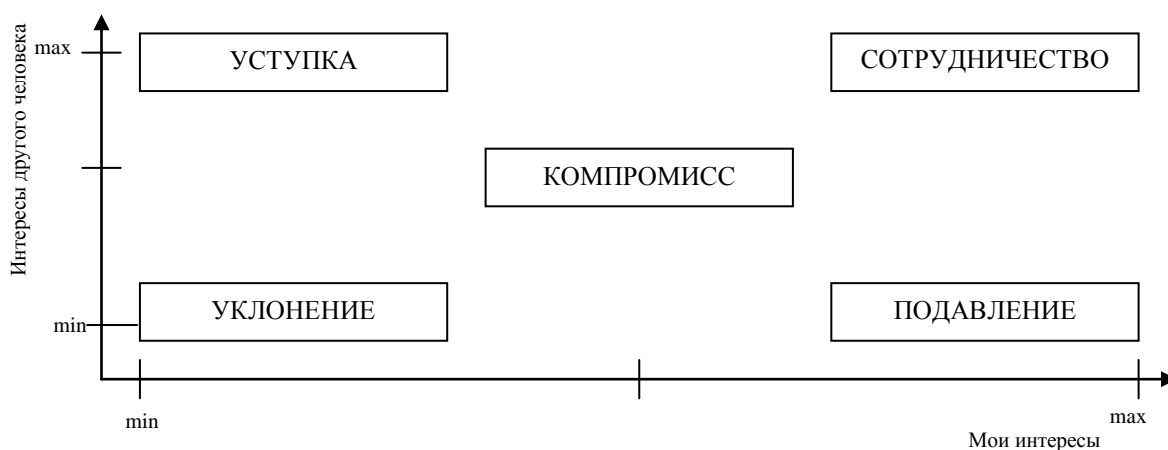 Интересы другого человека
max
УСТУПКА
СОТРУДНИЧЕСТВО
КОМПРОМИСС
min
УКЛОНЕНИЕ
ПОДАВЛЕНИЕ
min
max
Мои интересы